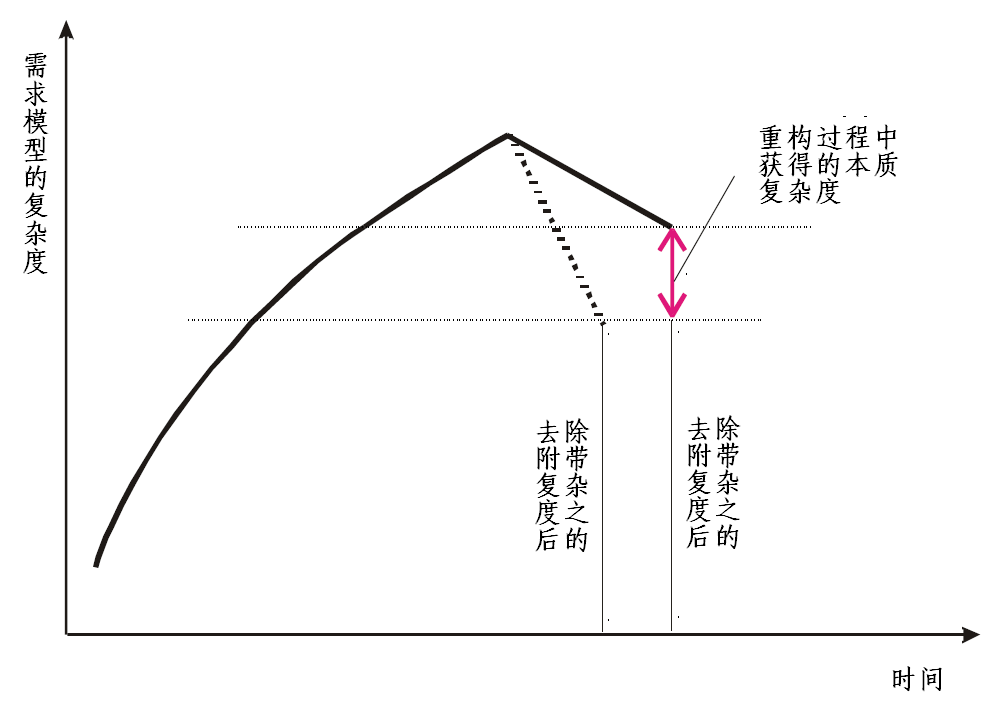 需求模型的复杂度
重构过程中
获得的本质
复杂度
去除
附带
复杂
度之
后的
去除
附带
复杂
度之
后的
时间